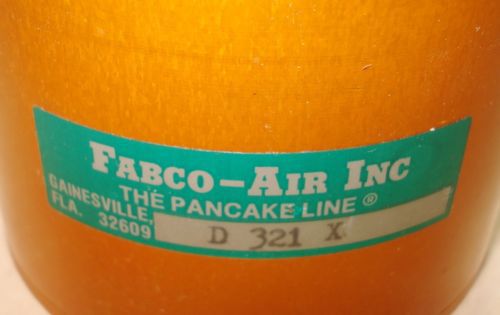 FABCO-AIR INC
THE PANCAKE LINE ®
GAINESVILLE,
FLA. 32609
D 321 X